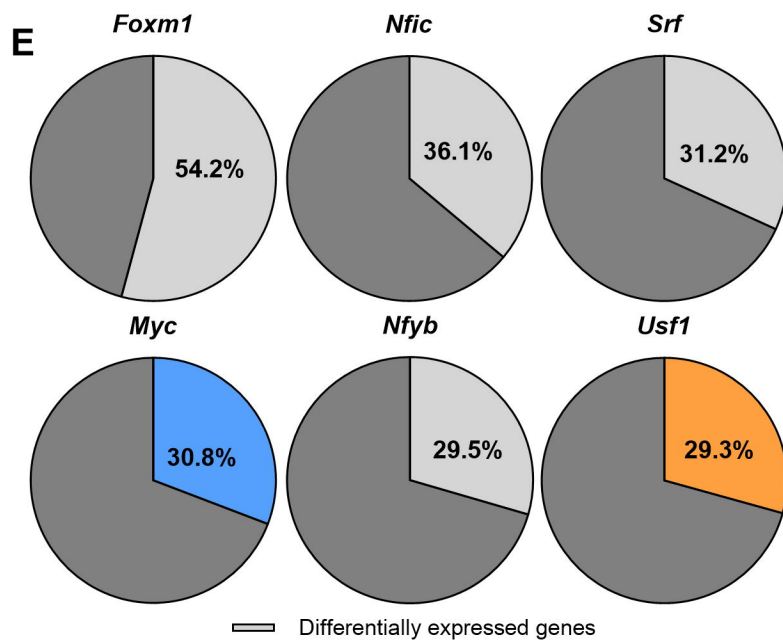 E
Foxm1 Nfic Srf
54.2% 36.1% 31.2%
Myc Nfyb Usf1
30.8% 29.5% 29.3%
Differentially expressed genes